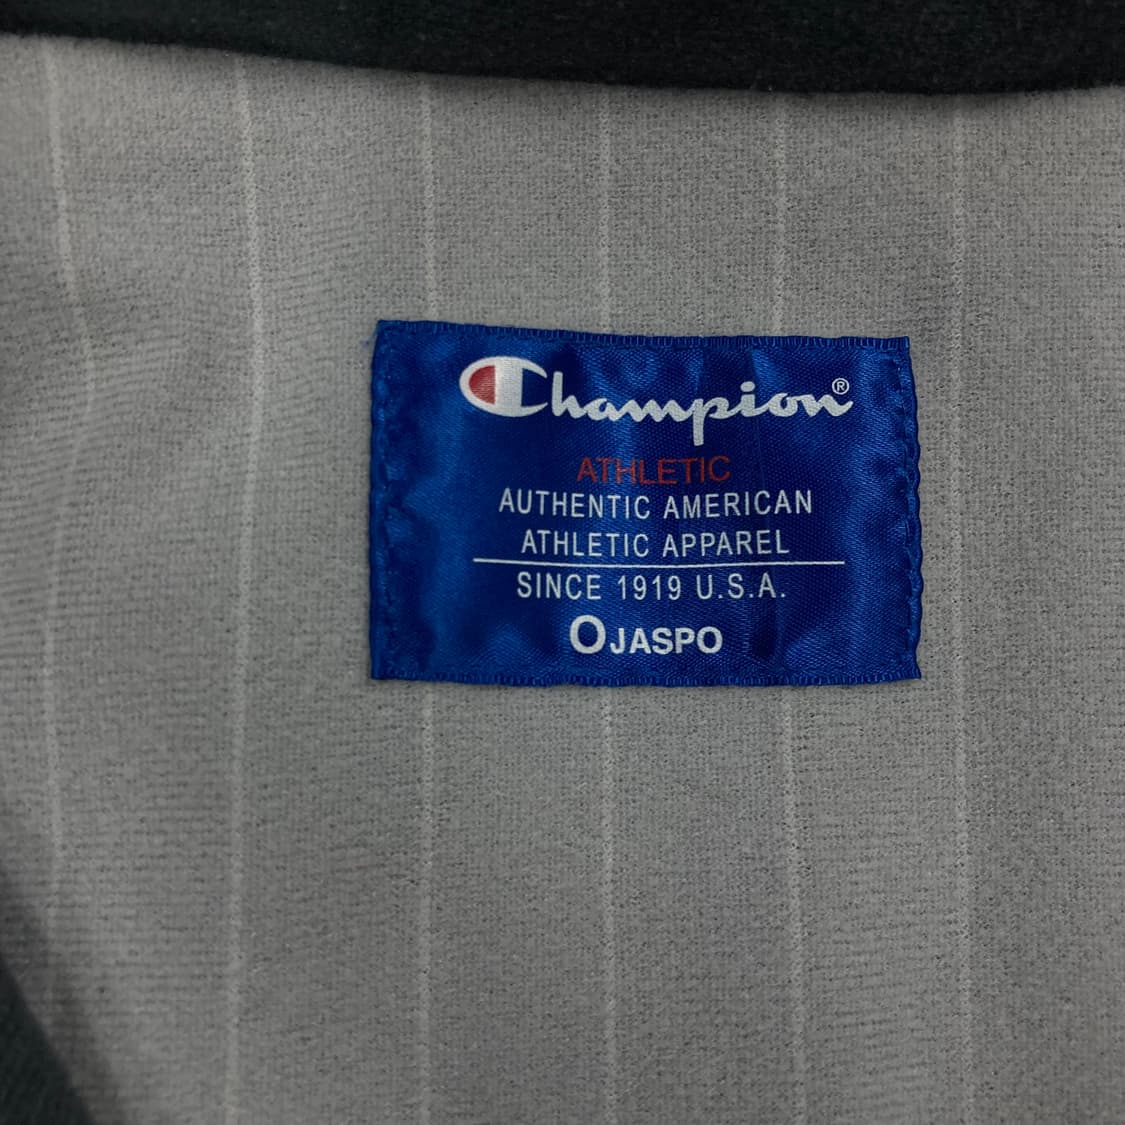 Champion®
ATHLETIC
AUTHENTIC AMERICAN
ATHLETIC APPAREL
SINCE 1919 U.S.A.
OJASPO